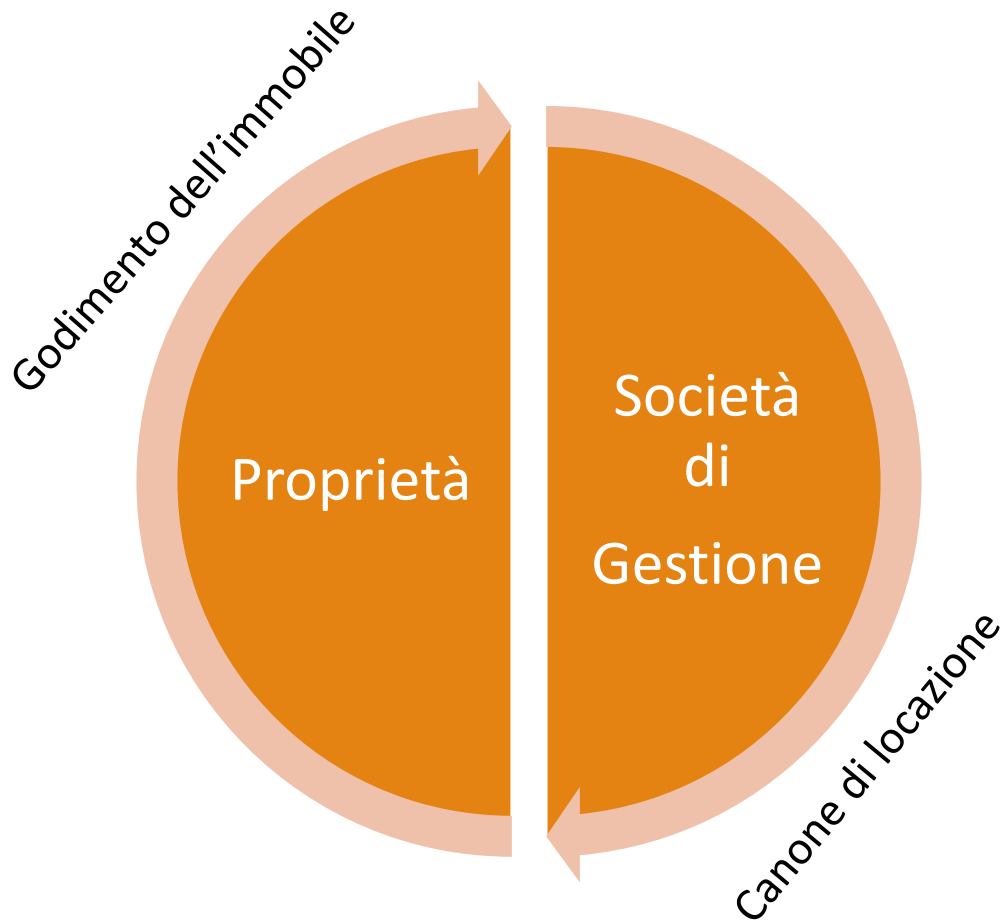 Godimento dell’immobile
Proprietà
Società
di
Gestione
Canone di locazione